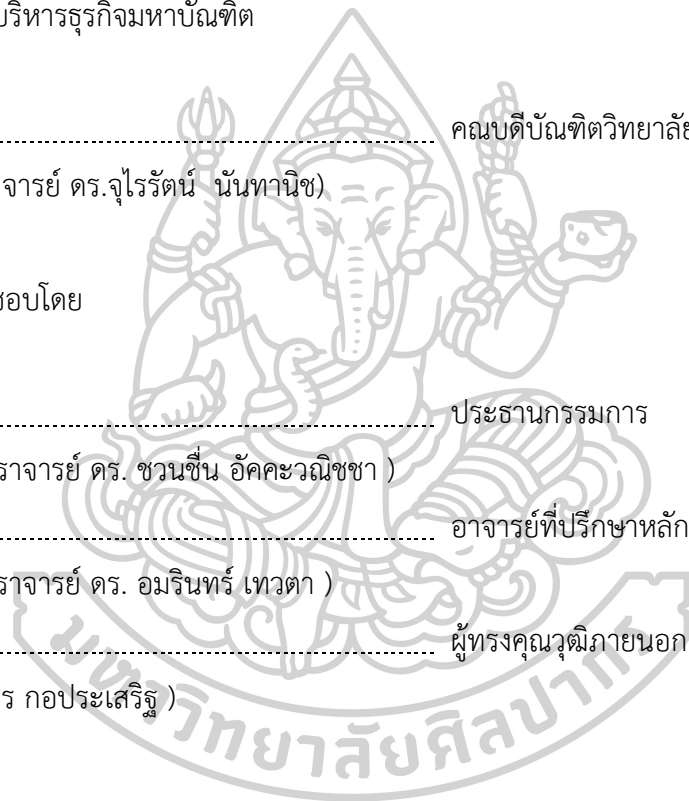 บริหารธุรกิจมหาบัณฑิต
คณบดีบัณฑิตวิทยาลัย
จารย์ ดร.จุไรรัตน์ นันทานิช)
ชอบโดย
ประธานกรรมการ
ราจารย์ ดร. ชวนชื่น อัคคะวณิชชา )
อาจารย์ที่ปรึกษาหลัก
ราจารย์ ดร. อมรินทร์ เทวตา )
ผู้ทรงคุณวุฒิภายนอก
ร กอประเสริฐ )
มหาวิทยาลัยศิลปากร